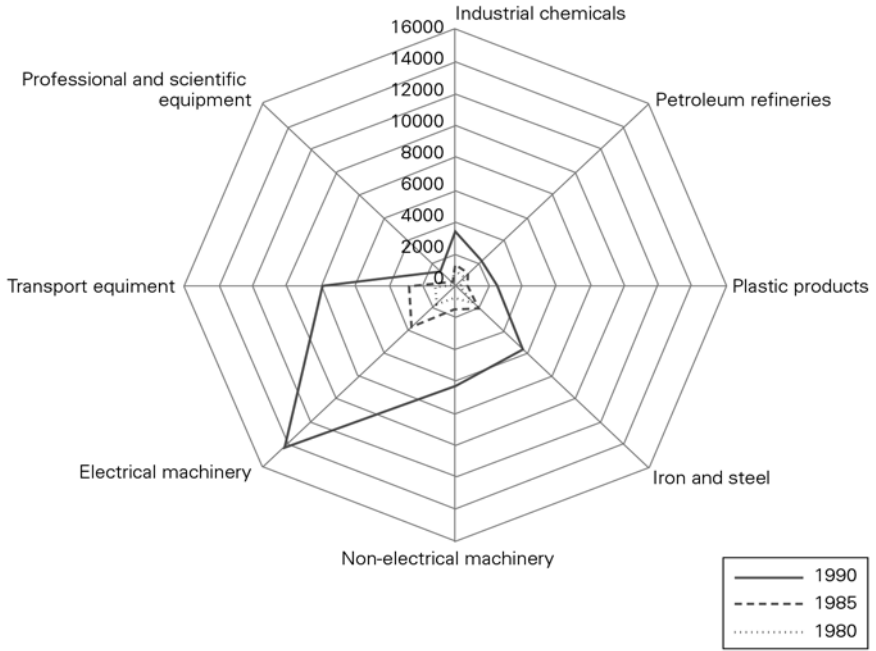 Industrial chemicals
16000
14000
12000
10000
8000
6000
4000
2000
0
Professional and scientific
equipment
Petroleum refineries
Transport equiment
Plastic products
Electrical machinery
Iron and steel
Non-electrical machinery
1990
1985
1980